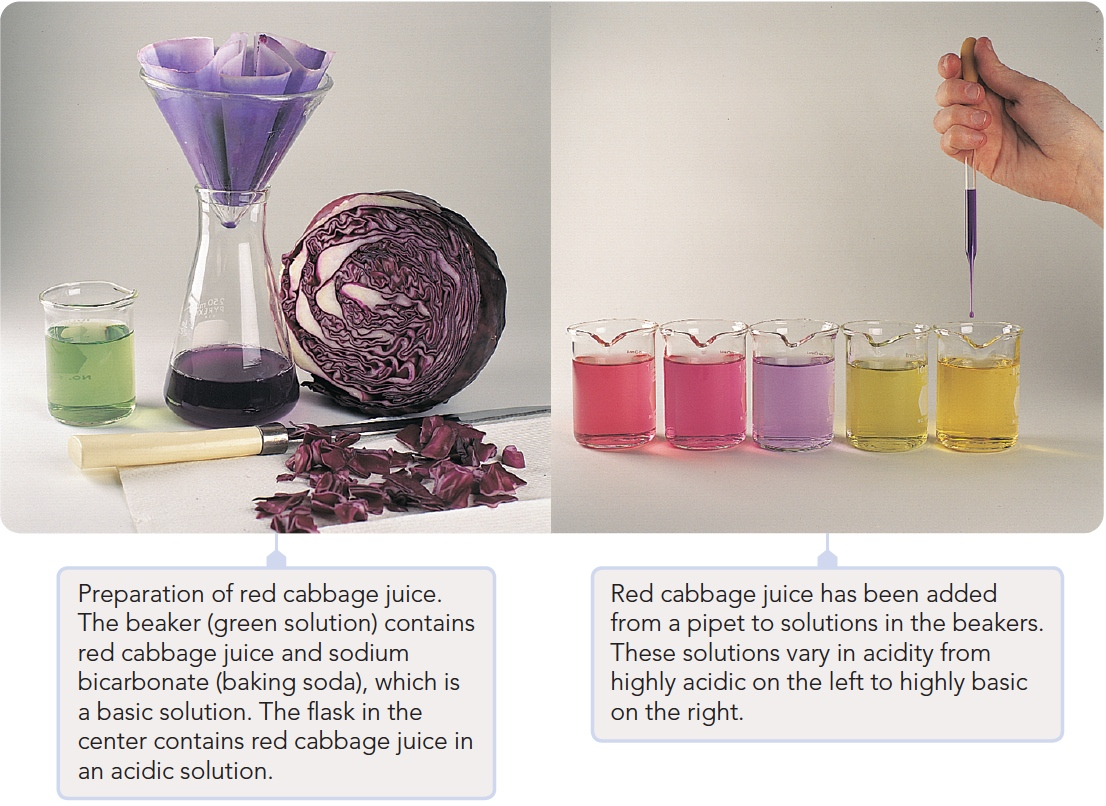 Preparation of red cabbage juice.
The beaker (green solution) contains
red cabbage juice and sodium
bicarbonate (baking soda), which is
a basic solution. The flask in the
center contains red cabbage juice in
an acidic solution.
Red cabbage juice has been added
from a pipet to solutions in the beakers.
These solutions vary in acidity from
highly acidic on the left to highly basic
on the right.